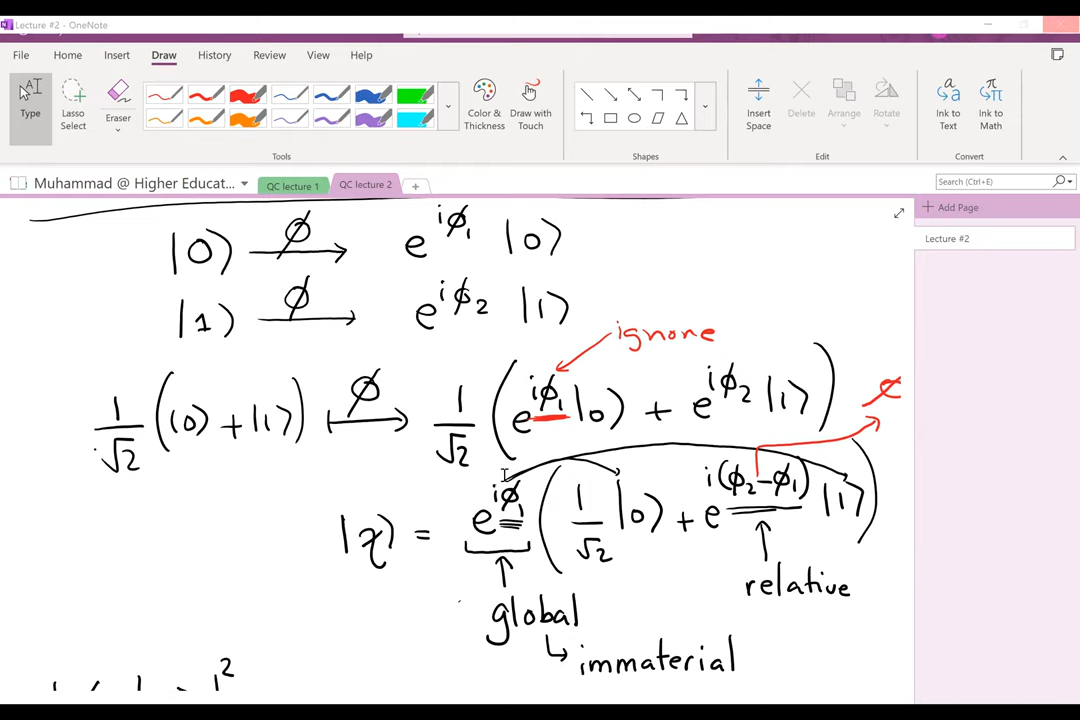 Lecture #2 - OneNote
File Home Insert Draw History Review View Help
Type Lasso Select Eraser Color & Thickness Draw with Touch Insert Space Delete Arrange Rotate Ink to Text Ink to Math
Tools Shapes Edit Convert
Muhammad @ Higher Educat... QC lecture 1 QC lecture 2 Search (Ctrl+E)
Add Page
Lecture #2
|0⟩ ϕ→ e^{iϕ₁} |0⟩
|1⟩ ϕ→ e^{iϕ₂} |1⟩
ignore
1/√2 (|0⟩ + |1⟩) ϕ↦ 1/√2 (e^{iϕ₁}|0⟩ + e^{iϕ₂}|1⟩)
= e^{iϕ₁} (1/√2 |0⟩ + e^{i(ϕ₂-ϕ₁)} |1⟩)
relative
global
↳ immaterial